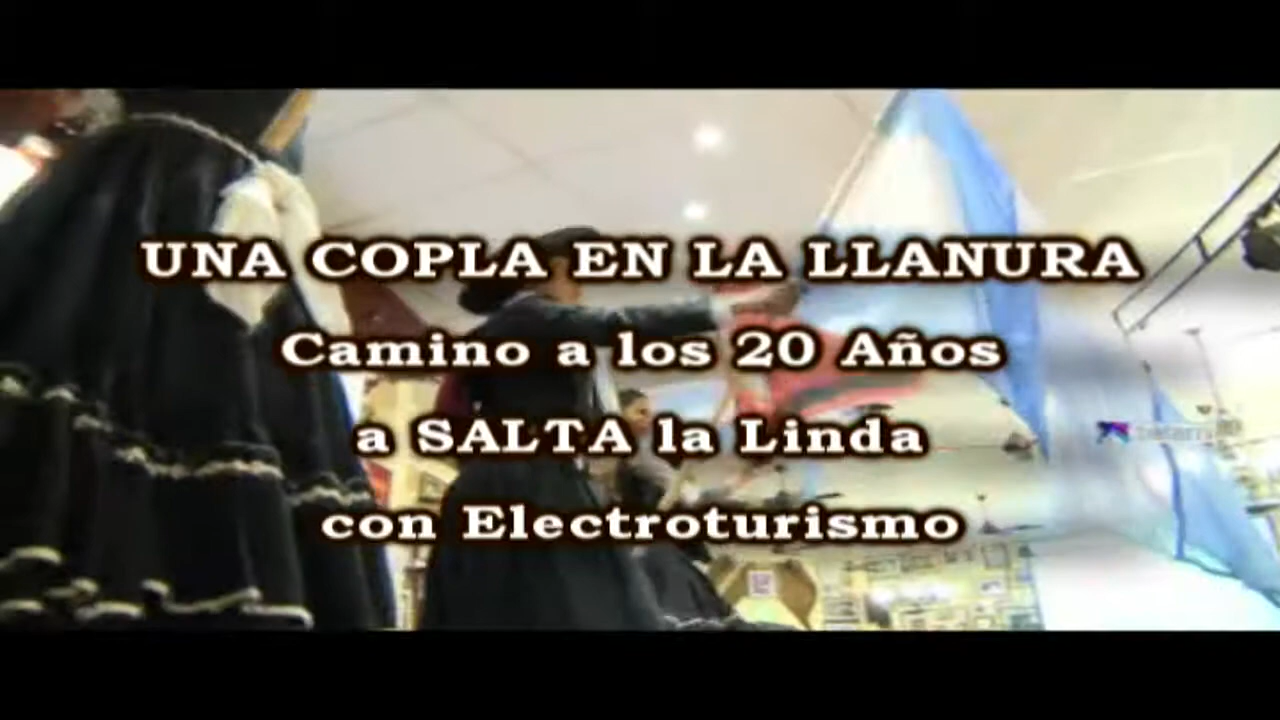 UNA COPLA EN LA LLANURA
Camino a los 20 Años
a SALTA la Linda
con Electroturismo